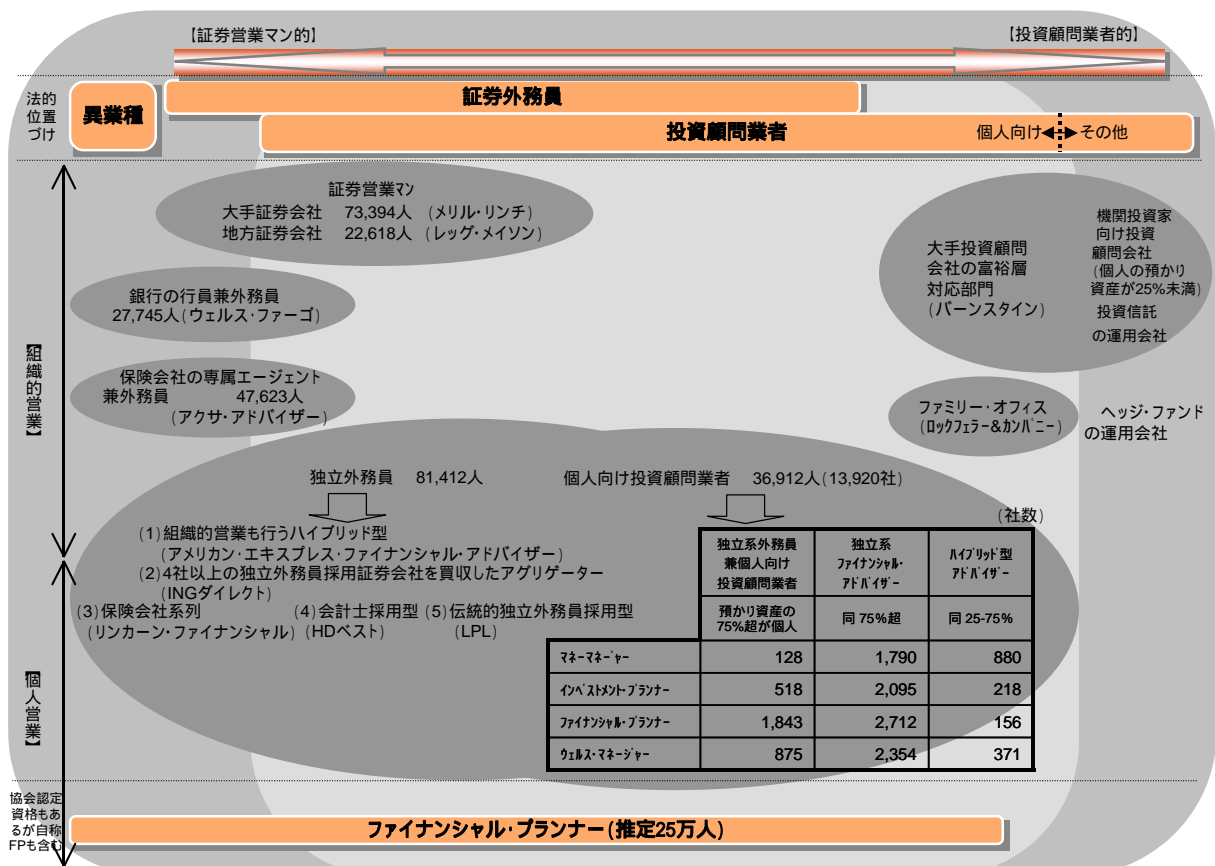 【証券営業マン的】
【投資顧問業者的】
法的
位置
づけ
異業種
証券外務員
投資顧問業者
個人向け
その他
証券営業ﾏﾝ
大手証券会社 73,394人 (メリル・リンチ)
地方証券会社 22,618人 (レッグ・メイソン)
大手投資顧問
会社の富裕層
対応部門
(バーンスタイン)
機関投資家
向け投資
顧問会社
(個人の預かり
資産が25%未満)
投資信託
の運用会社
銀行の行員兼外務員
27,745人(ウェルス・ファーゴ)
【組織的営業】
保険会社の専属エージェント
兼外務員 47,623人
(アクサ・アドバイザー)
ファミリー・オフィス
(ﾛｯｸﾌｪﾗｰ&ｶﾝﾊﾟﾆｰ)
ヘッジ・ファンド
の運用会社
独立外務員 81,412人
個人向け投資顧問業者 36,912人(13,920社)
(1)組織的営業も行うハイブリッド型
(アメリカン・エキスプレス・ファイナンシャル・アドバイザー)
(2)4社以上の独立外務員採用証券会社を買収したアグリゲーター
(INGダイレクト)
(3)保険会社系列 (4)会計士採用型 (5)伝統的独立外務員採用型
(リンカーン・ファイナンシャル) (HDベスト) (LPL)
(社数)
独立系外務員
兼個人向け
投資顧問業者
独立系
ﾌｧｲﾅﾝｼｬﾙ・
ｱﾄﾞﾊﾞｲｻﾞｰ
ﾊｲﾌﾞﾘｯﾄﾞ型
ｱﾄﾞﾊﾞｲｻﾞｰ
預かり資産の
75%超が個人
同 75%超
同 25-75%
ﾏﾈｰﾏﾈｰｼﾞｬｰ 128 1,790 880
ｲﾝﾍﾞｽﾄﾒﾝﾄ・ﾌﾟﾗﾝﾅｰ 518 2,095 218
ﾌｧｲﾅﾝｼｬﾙ・ﾌﾟﾗﾝﾅｰ 1,843 2,712 156
ｳｪﾙｽ・ﾏﾈｰｼﾞｬｰ 875 2,354 371
【個人営業】
協会認定
資格もあ
るが自称
FPも含む
ファイナンシャル・プランナー(推定25万人)